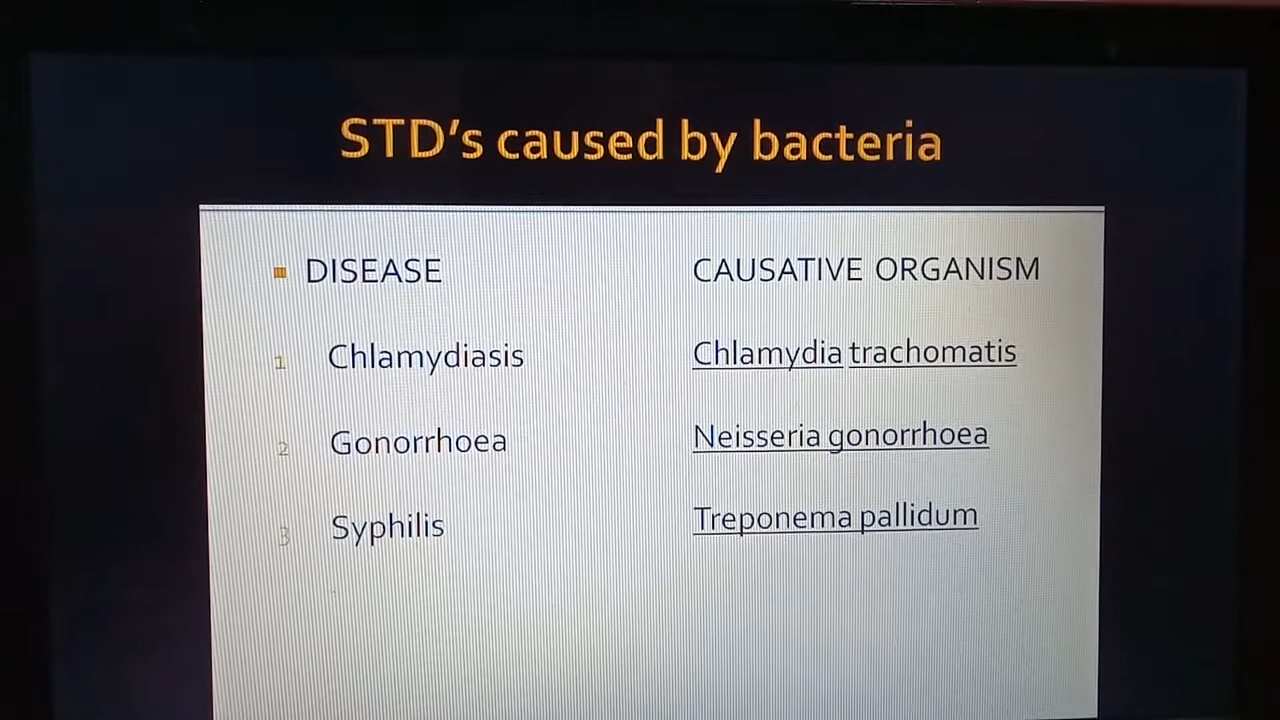 STD's caused by bacteria
DISEASE CAUSATIVE ORGANISM
1 Chlamydiasis Chlamydia trachomatis
2 Gonorrhoea Neisseria gonorrhoea
3 Syphilis Treponema pallidum